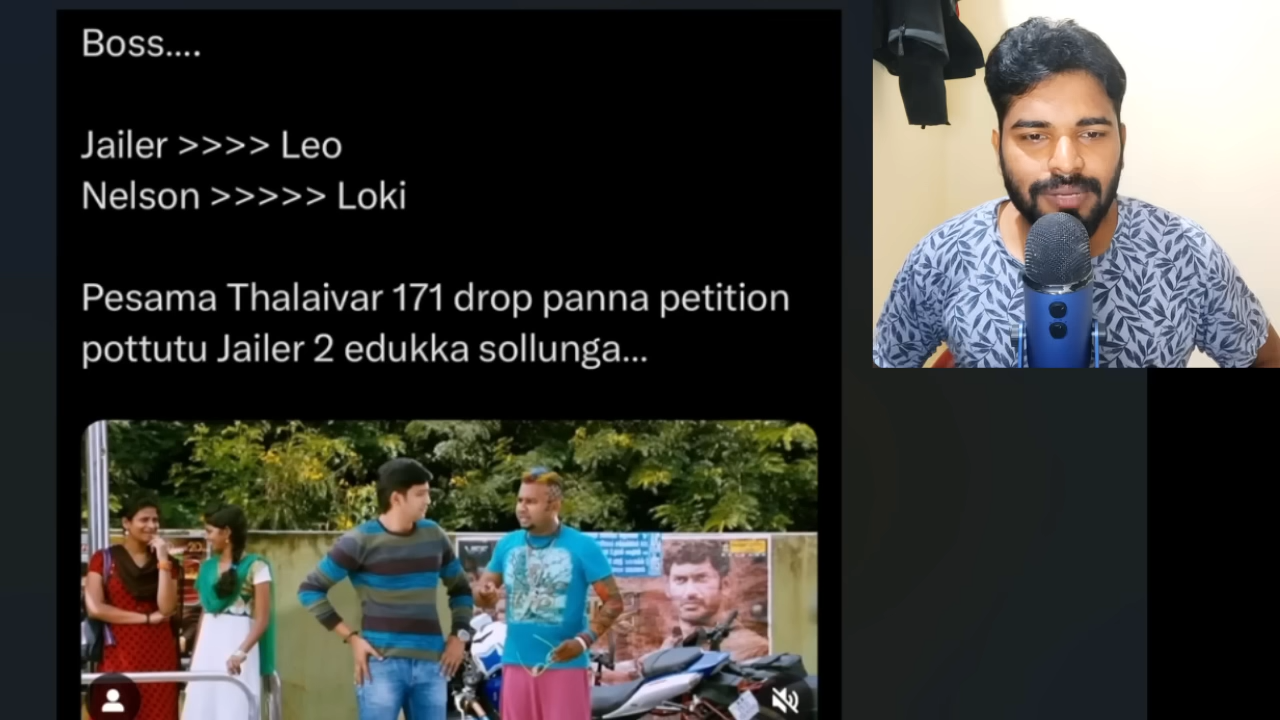 Boss....
Jailer >>>> Leo
Nelson >>>>> Loki
Pesama Thalaivar 171 drop panna petition
pottutu Jailer 2 edukka sollunga...